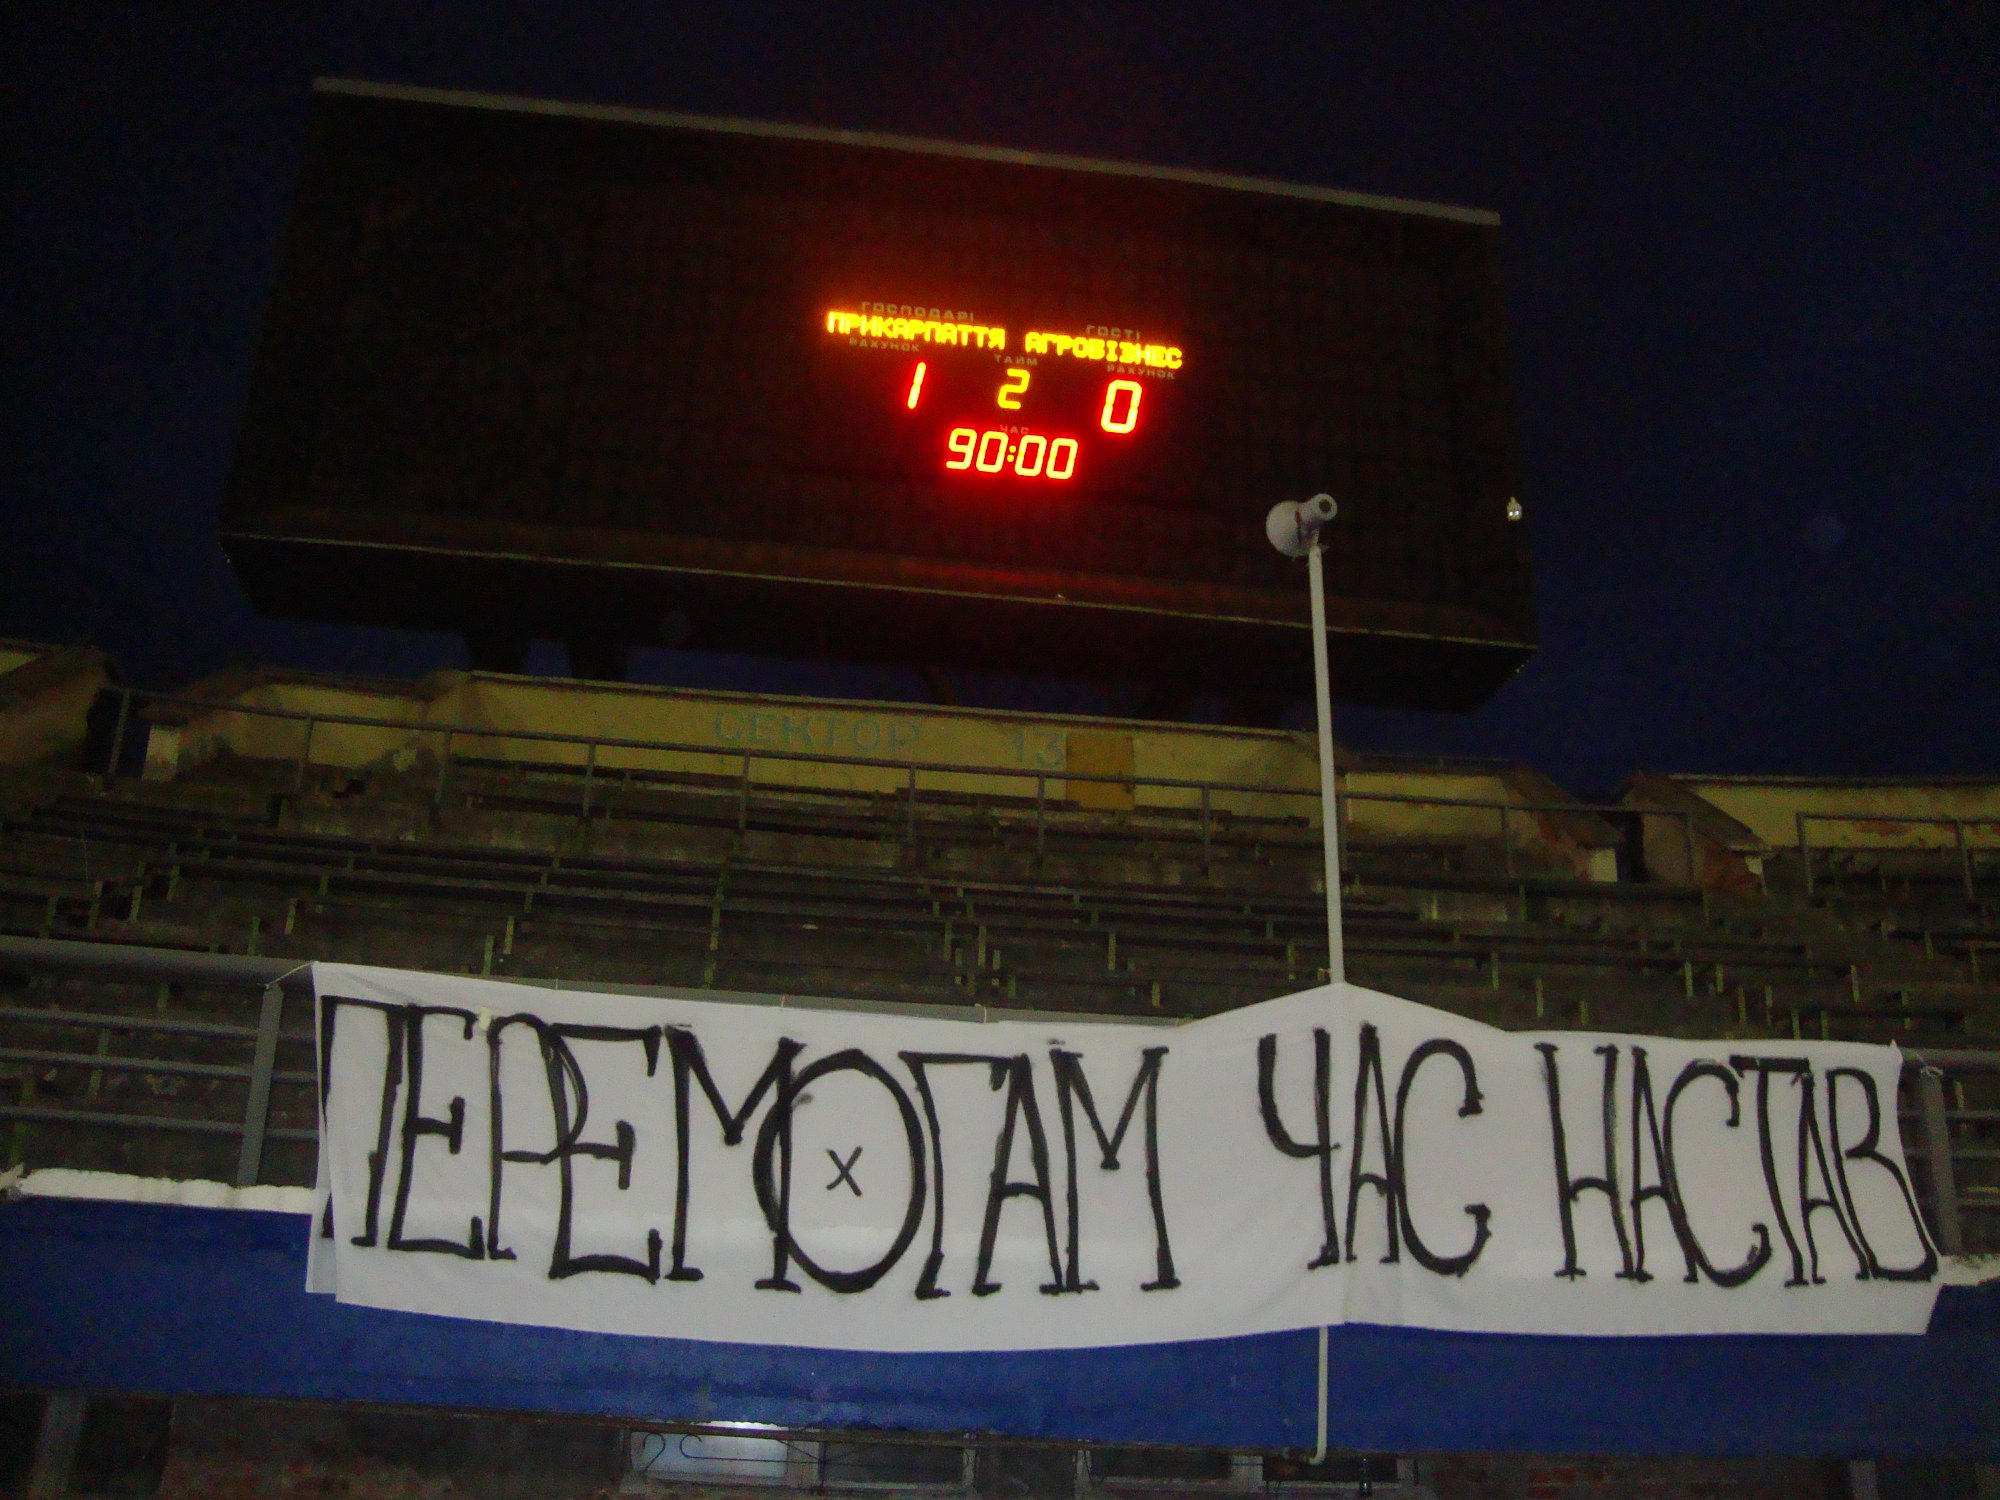 ГОСПОДАРІ ГОСТІ
ПРИКАРПАТТЯ АГРОБІЗНЕС
РАХУНОК ТАЙМ РАХУНОК
1 2 0
ЧАС
90:00
СЕКТОР 13
ПЕРЕМОГАМ ЧАС НАСТАВ
X